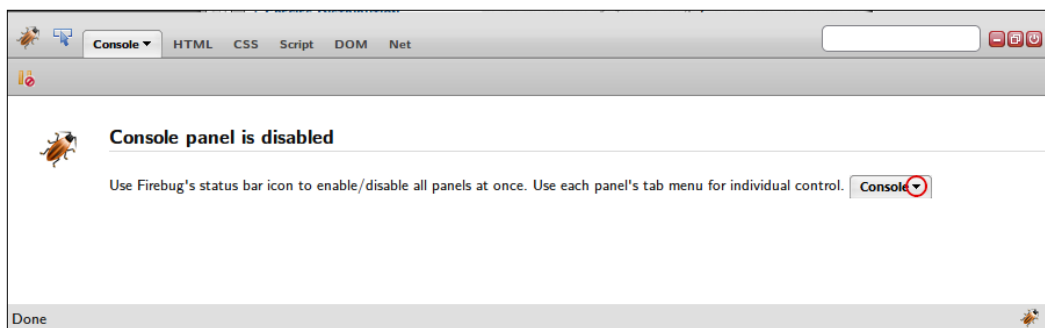 Console HTML CSS Script DOM Net
Console panel is disabled
Use Firebug's status bar icon to enable/disable all panels at once. Use each panel's tab menu for individual control. Console
Done